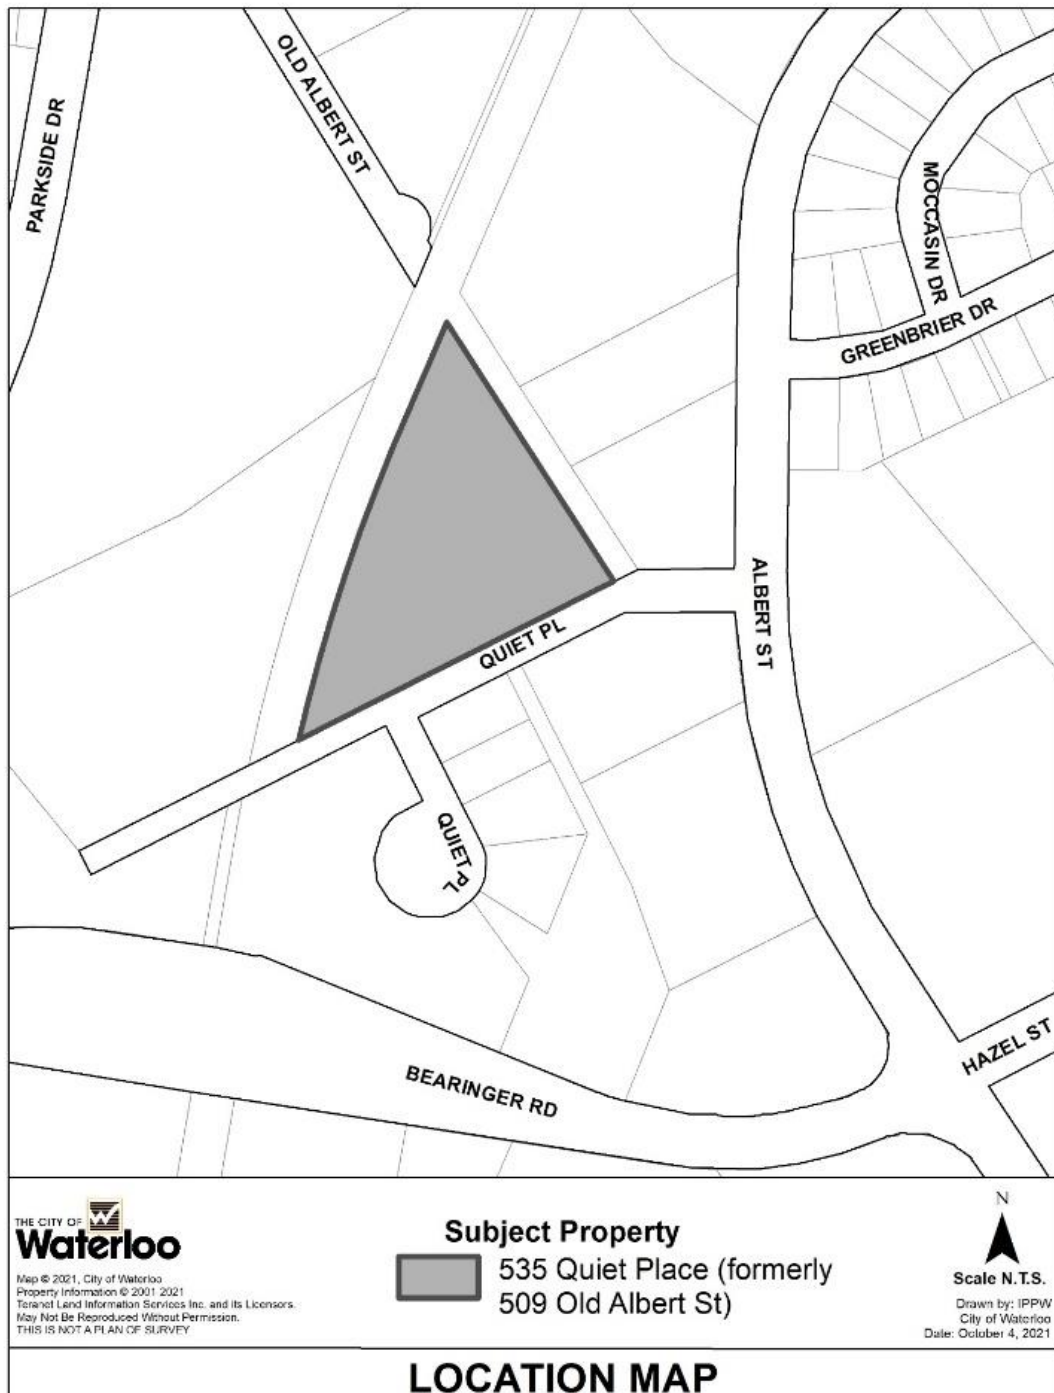 OLD ALBERT ST
PARKSIDE DR
MOCCASIN DR
GREENBRIER DR
ALBERT ST
QUIET PL
QUIET PL
HAZEL ST
BEARINGER RD
THE CITY OF
Waterloo
Map © 2021, City of Waterloo
Property Information © 2001 2021
Teranet Land Information Services Inc. and its Licensors.
May Not Be Reproduced Without Permission.
THIS IS NOT A PLAN OF SURVEY
Subject Property
535 Quiet Place (formerly
509 Old Albert St)
N
Scale N.T.S.
Drawn by: IPPW
City of Waterloo
Date: October 4, 2021
LOCATION MAP